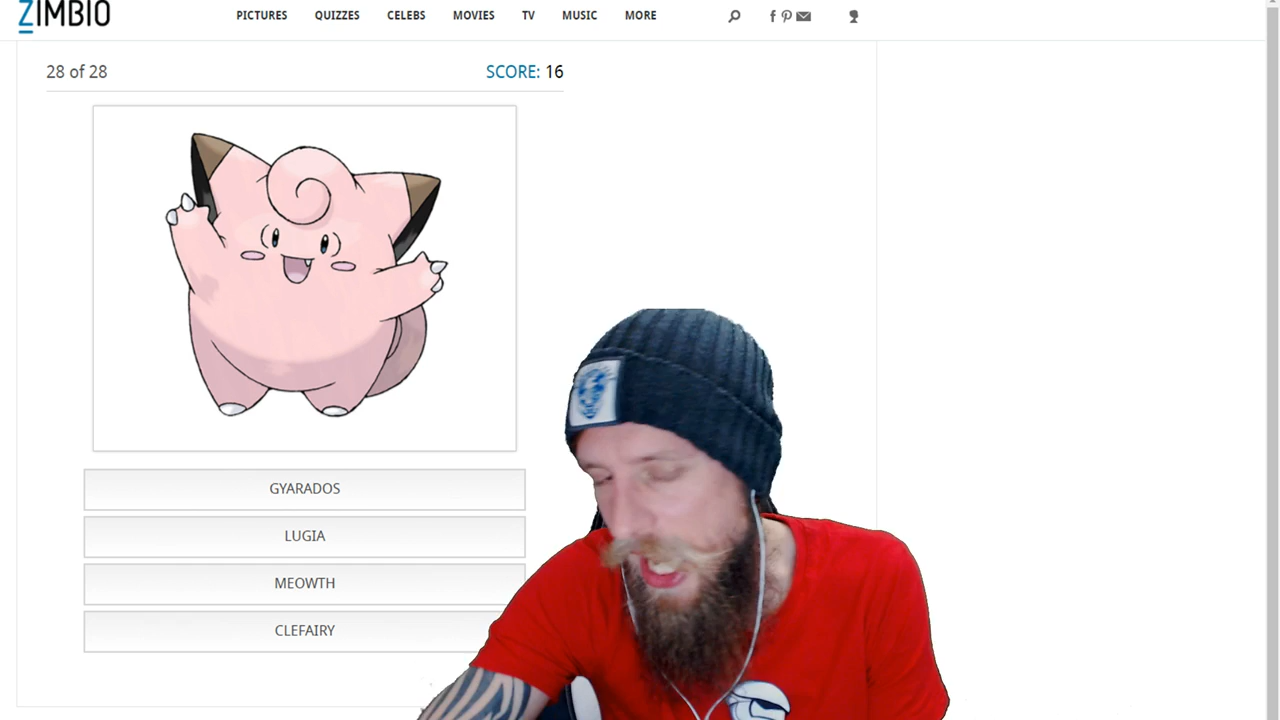 ZIMBIO
PICTURES QUIZZES CELEBS MOVIES TV MUSIC MORE
28 of 28 SCORE: 16
GYARADOS
LUGIA
MEOWTH
CLEFAIRY